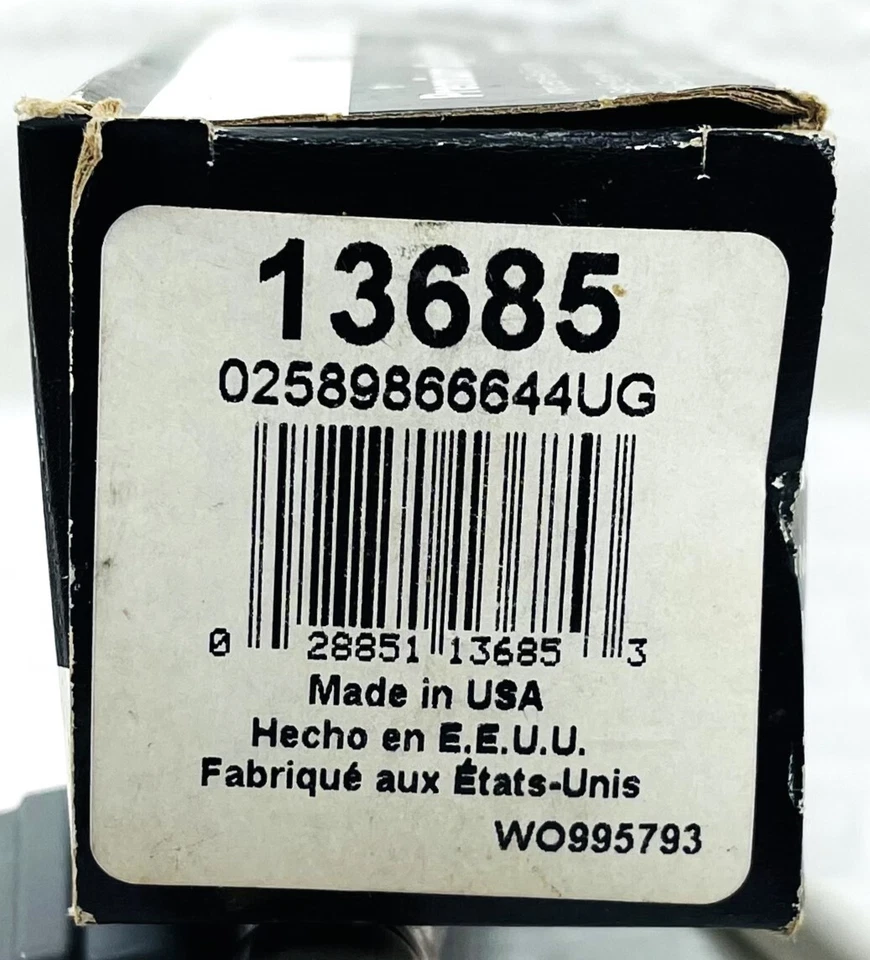 13685
02589866644UG
0 28851 13685 3
Made in USA
Hecho en E.E.U.U.
Fabriqué aux États-Unis
WO995793